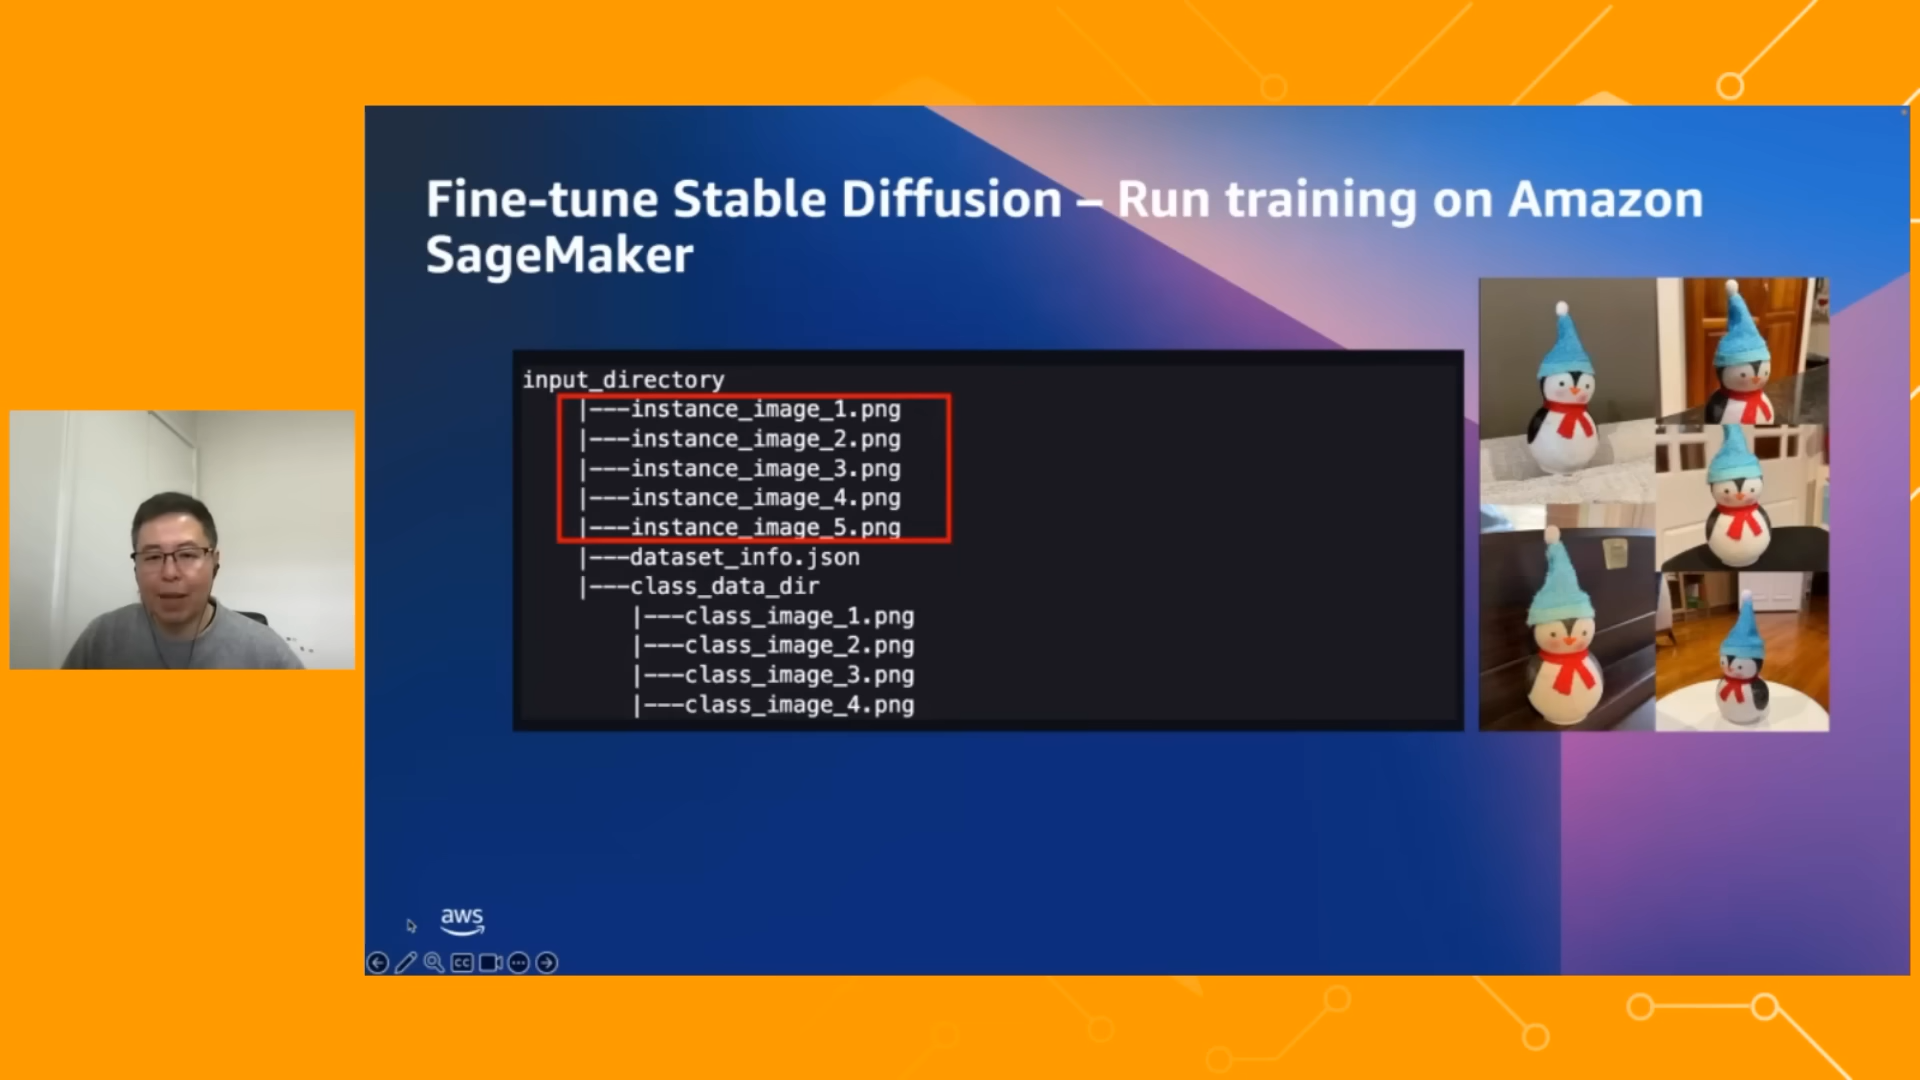 Fine-tune Stable Diffusion – Run training on Amazon
SageMaker
input_directory
|---instance_image_1.png
|---instance_image_2.png
|---instance_image_3.png
|---instance_image_4.png
|---instance_image_5.png
|---dataset_info.json
|---class_data_dir
|---class_image_1.png
|---class_image_2.png
|---class_image_3.png
|---class_image_4.png
aws
CC